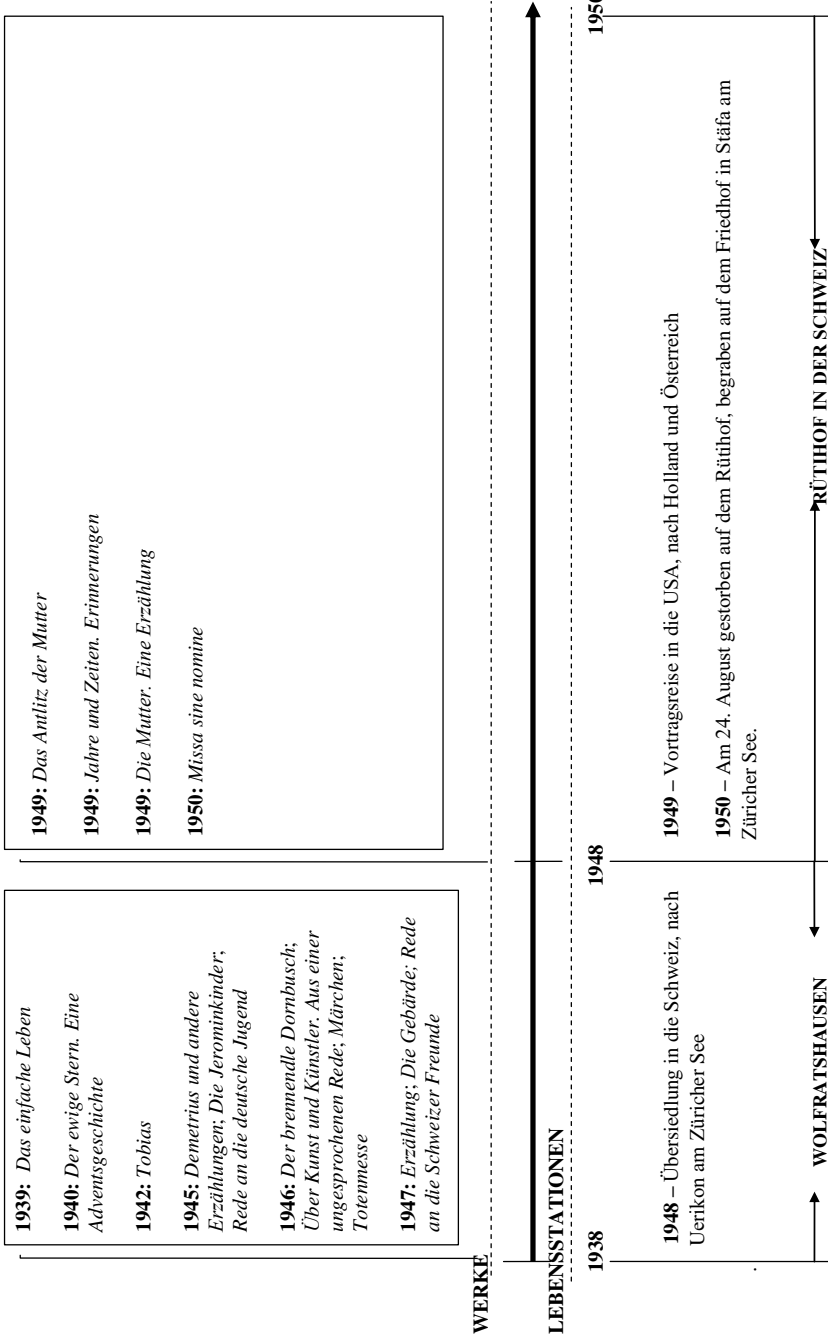 1939: Das einfache Leben
1940: Der ewige Stern. Eine
Adventsgeschichte
1942: Tobias
1945: Demetrius und andere
Erzählungen; Die Jerominkinder;
Rede an die deutsche Jugend
1946: Der brennendle Dornbusch;
Über Kunst und Künstler. Aus einer
ungesprochenen Rede; Märchen;
Totenmesse
1947: Erzählung; Die Gebärde; Rede
an die Schweizer Freunde
1949: Das Antlitz der Mutter
1949: Jahre und Zeiten. Erinnerungen
1949: Die Mutter. Eine Erzählung
1950: Missa sine nomine
WERKE
LEBENSSTATIONEN
1938
1948
1950
1948 – Übersiedlung in die Schweiz, nach
Uerikon am Züricher See
1949 – Vortragsreise in die USA, nach Holland und Österreich
1950 – Am 24. August gestorben auf dem Rütihof, begraben auf dem Friedhof in Stäfa am
Züricher See.
WOLFRATSHAUSEN
RÜTIHOF IN DER SCHWEIZ